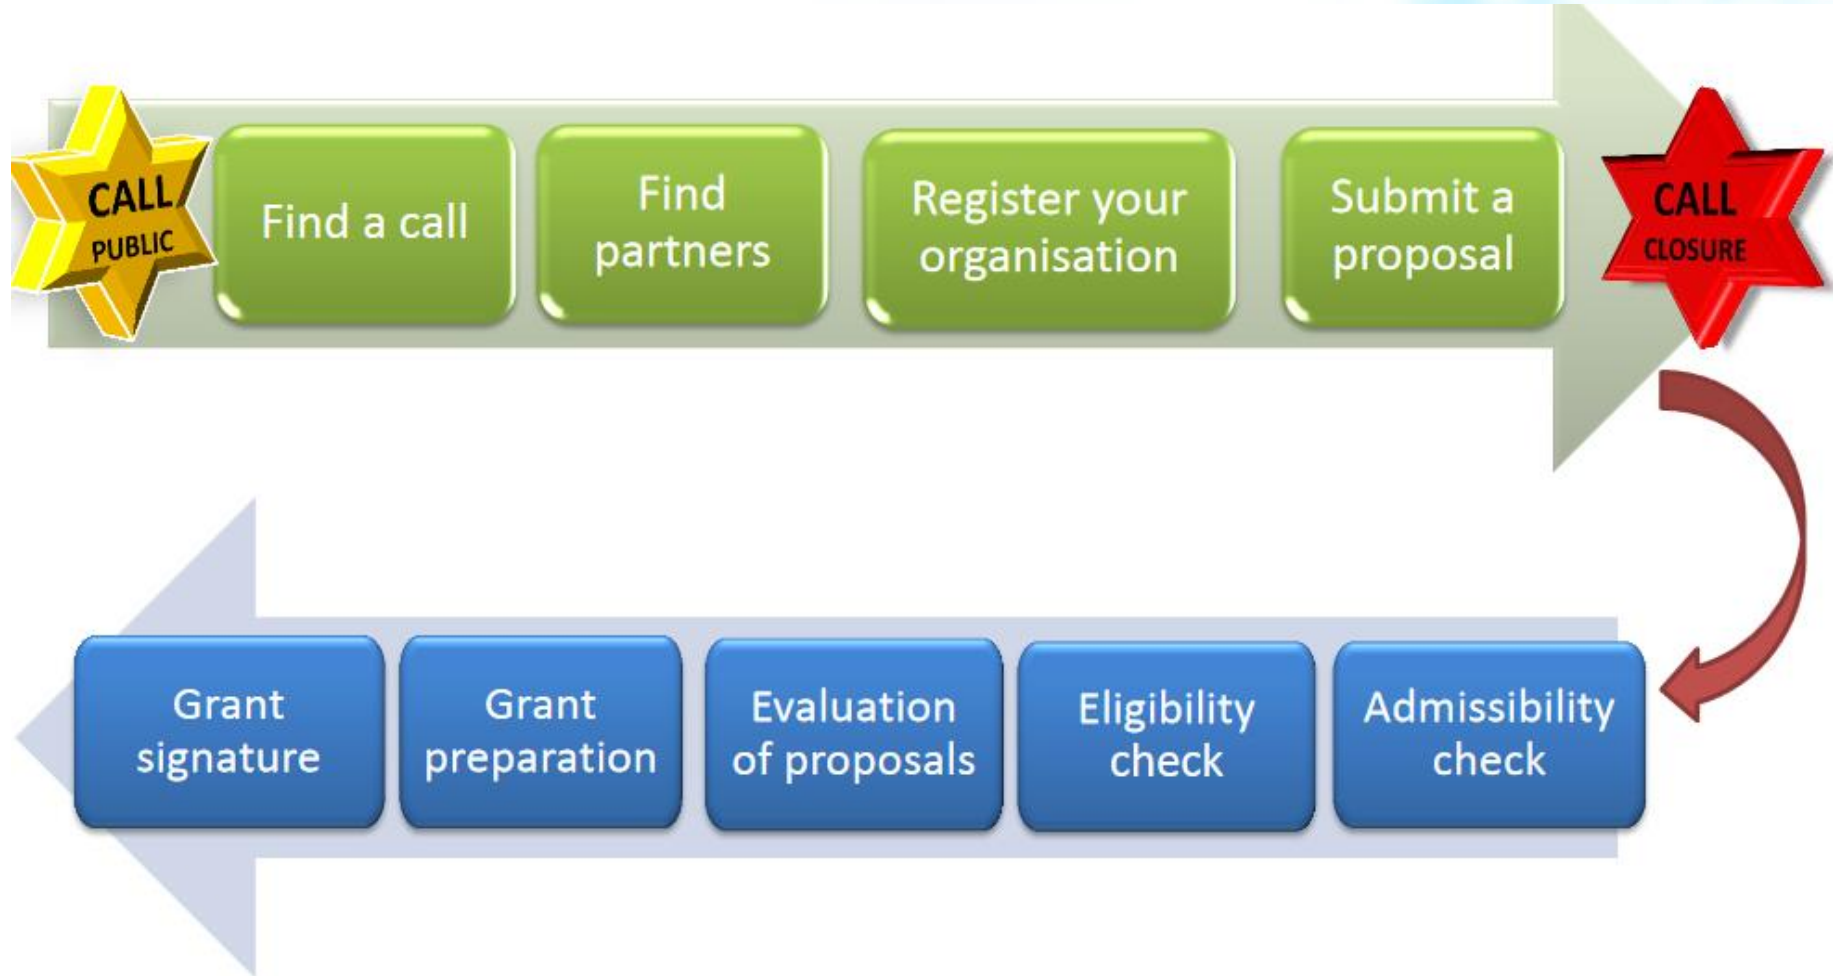 CALL
PUBLIC
Find a call
Find
partners
Register your
organisation
Submit a
proposal
CALL
CLOSURE
Admissibility
check
Eligibility
check
Evaluation
of proposals
Grant
preparation
Grant
signature